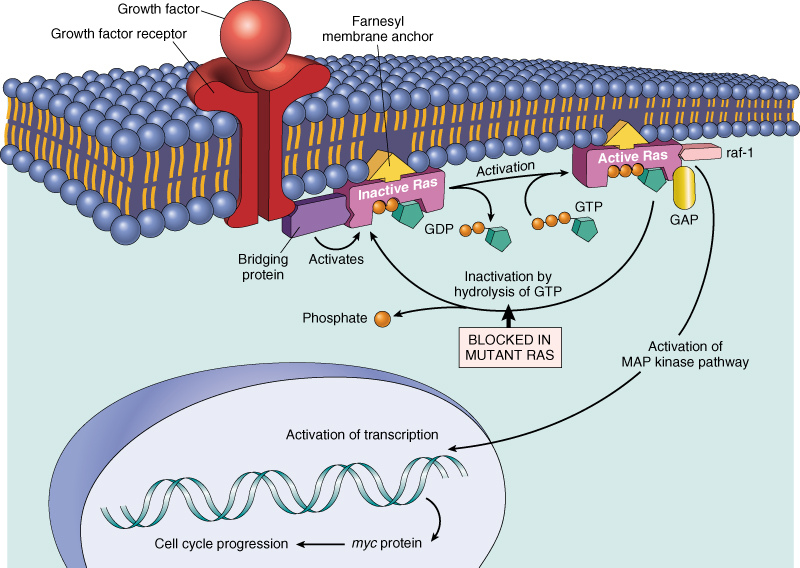 Growth factor
Growth factor receptor
Farnesyl
membrane anchor
Inactive Ras
Activation
Active Ras
raf-1
GAP
GDP
GTP
Bridging
protein
Activates
Inactivation by
hydrolysis of GTP
Phosphate
BLOCKED IN
MUTANT RAS
Activation of
MAP kinase pathway
Activation of transcription
Cell cycle progression
myc protein